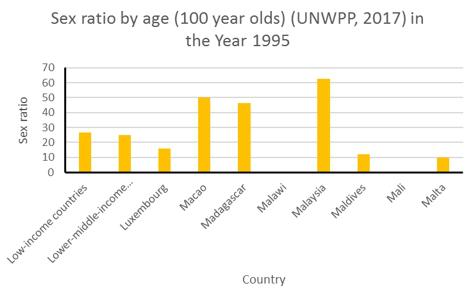 Sex ratio by age (100 year olds) (UNWPP, 2017) in
the Year 1995
70
60
50
40
30
20
10
0
Sex ratio
Low-income countries
Lower-middle-income...
Luxembourg
Macao
Madagascar
Malawi
Malaysia
Maldives
Mali
Malta
Country